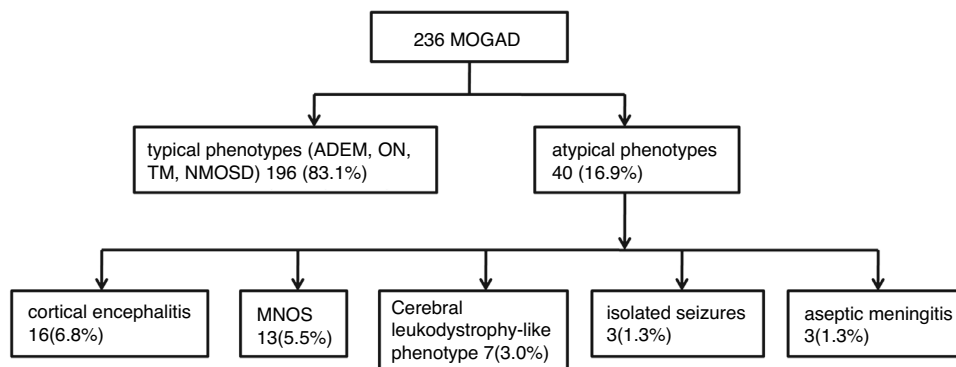 236 MOGAD
typical phenotypes (ADEM, ON,
TM, NMOSD) 196 (83.1%)
atypical phenotypes
40 (16.9%)
cortical encephalitis
16(6.8%)
MNOS
13(5.5%)
Cerebral
leukodystrophy-like
phenotype 7(3.0%)
isolated seizures
3(1.3%)
aseptic meningitis
3(1.3%)